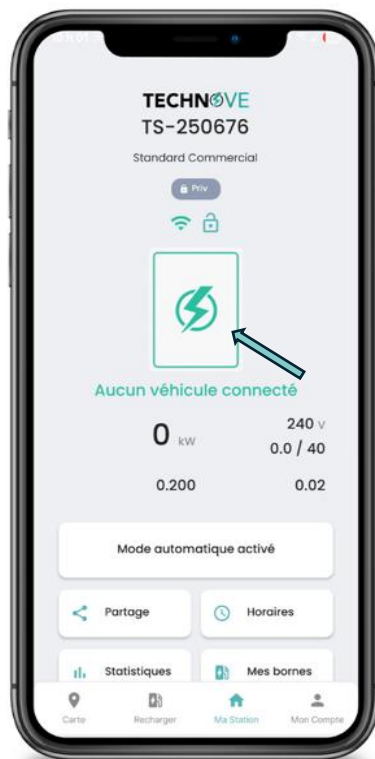 TECHNOVE
TS-250676
Standard Commercial
Priv
Aucun véhicule connecté
0 kW
240 V
0.0 / 40
0.200
0.02
Mode automatique activé
Partage
Horaires
Statistiques
Mes bornes
Carte
Recharger
Ma Station
Mon Compte